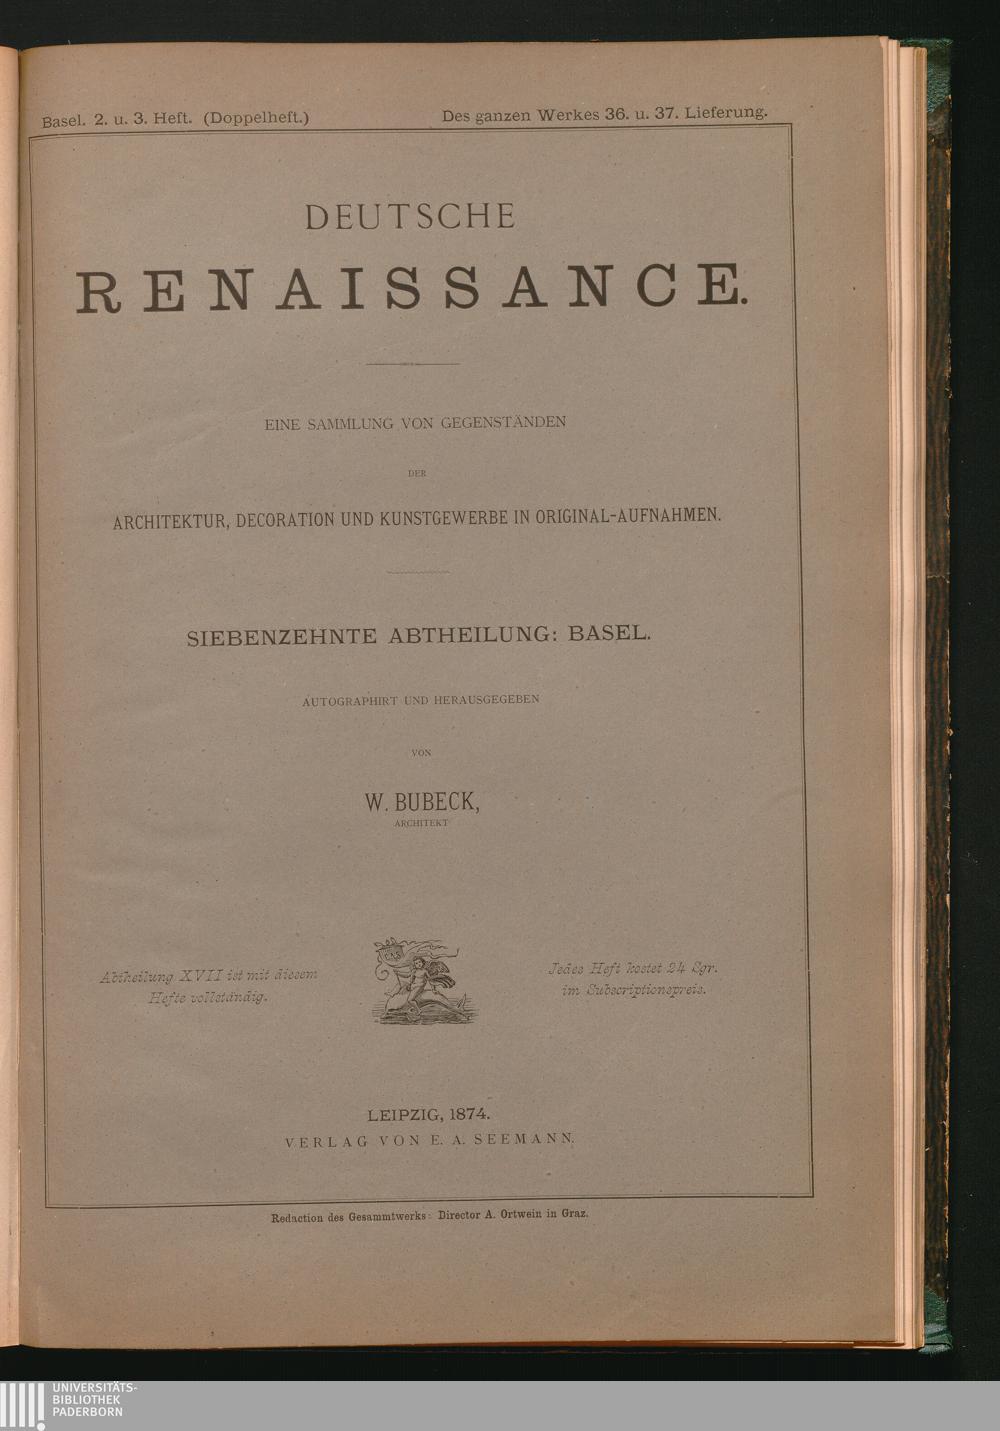 Basel. 2. u. 3. Heft. (Doppelheft.)
Des ganzen Werkes 36. u. 37. Lieferung.
DEUTSCHE
RENAISSANCE.
EINE SAMMLUNG VON GEGENSTÄNDEN
DER
ARCHITEKTUR, DECORATION UND KUNSTGEWERBE IN ORIGINAL-AUFNAHMEN.
SIEBENZEHNTE ABTHEILUNG: BASEL.
AUTOGRAPHIRT UND HERAUSGEGEBEN
VON
W. BUBECK,
ARCHITEKT
Abtheilung XVII ist mit diesem
Hefte vollständig.
Jedes Heft kostet 24 Sgr.
im Subscriptionspreis.
LEIPZIG, 1874.
VERLAG VON E. A. SEEMANN.
Redaction des Gesammtwerks: Director A. Ortwein in Graz.
UNIVERSITÄTS-
BIBLIOTHEK
PADERBORN